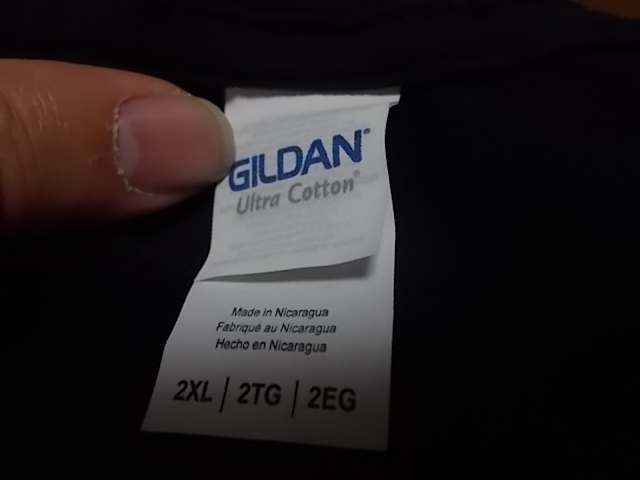 GILDAN®
Ultra Cotton®
Made in Nicaragua
Fabriqué au Nicaragua
Hecho en Nicaragua
2XL | 2TG | 2EG